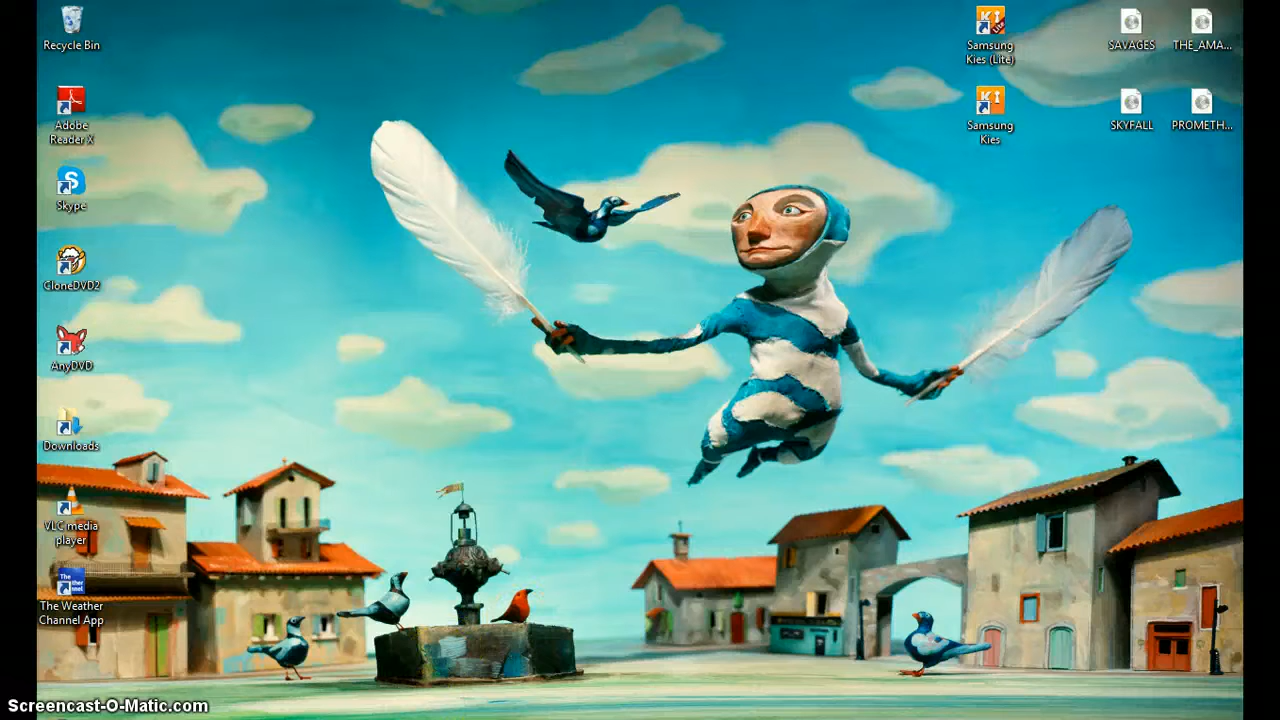 Recycle Bin
Adobe
Reader X
Skype
CloneDVD2
AnyDVD
Downloads
VLC media
player
The
The Weather
Channel App
Samsung
Kies (Lite)
Samsung
Kies
SAVAGES
THE_AMA...
SKYFALL
PROMETH...
Screencast-O-Matic.com